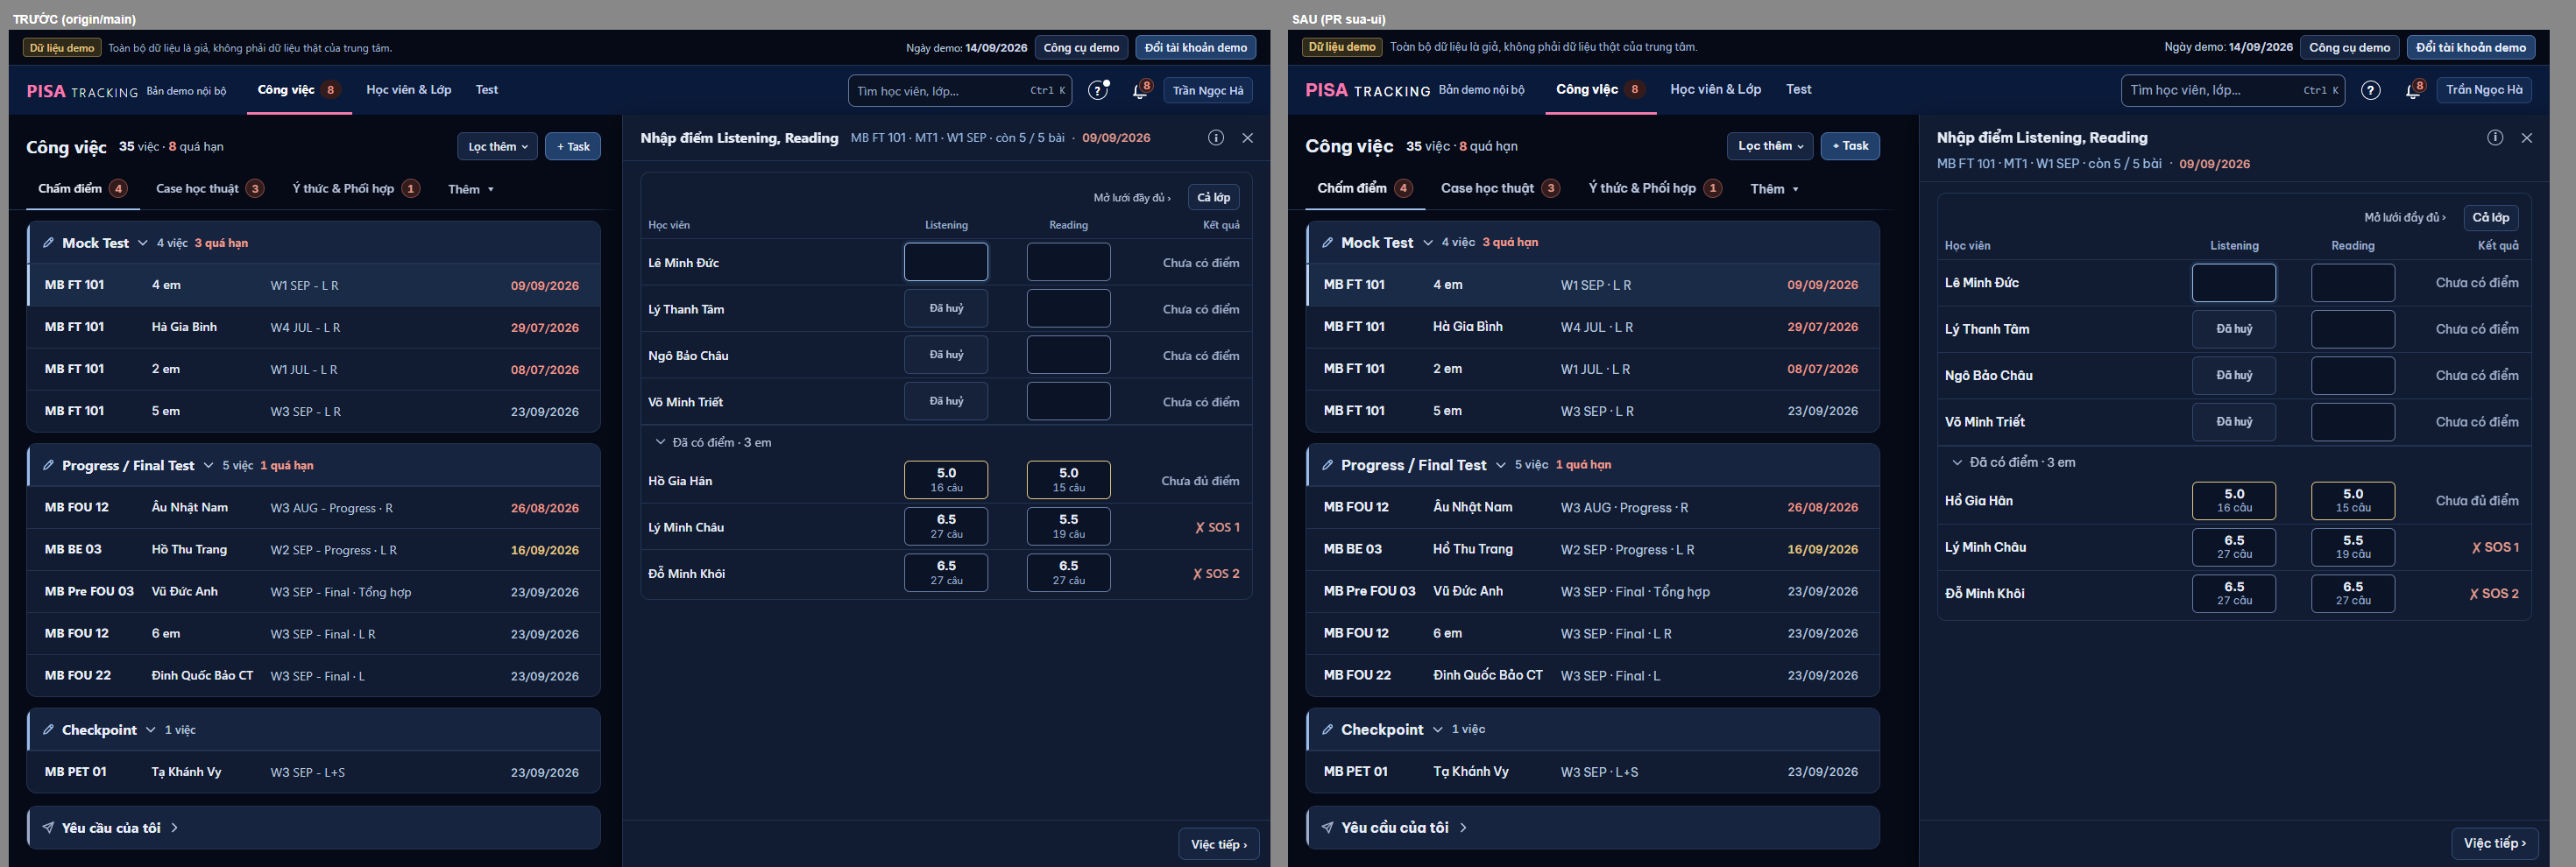 TRƯỚC (origin/main)
Dữ liệu demo Toàn bộ dữ liệu là giả, không phải dữ liệu thật của trung tâm. Ngày demo: 14/09/2026 Công cụ demo Đổi tài khoản demo
PISA TRACKING Bản demo nội bộ Công việc 8 Học viên & Lớp Test Tìm học viên, lớp... Ctrl K ? 8 Trần Ngọc Hà
Công việc 35 việc · 8 quá hạn Lọc thêm + Task
Chấm điểm 4 Case học thuật 3 Ý thức & Phối hợp 1 Thêm
Mock Test 4 việc 3 quá hạn
MB FT 101 4 em W1 SEP - L R 09/09/2026
MB FT 101 Hà Gia Bình W4 JUL - L R 29/07/2026
MB FT 101 2 em W1 JUL - L R 08/07/2026
MB FT 101 5 em W3 SEP - L R 23/09/2026
Progress / Final Test 5 việc 1 quá hạn
MB FOU 12 Âu Nhật Nam W3 AUG - Progress · R 26/08/2026
MB BE 03 Hồ Thu Trang W2 SEP - Progress · L R 16/09/2026
MB Pre FOU 03 Vũ Đức Anh W3 SEP - Final · Tổng hợp 23/09/2026
MB FOU 12 6 em W3 SEP - Final · L R 23/09/2026
MB FOU 22 Đinh Quốc Bảo CT W3 SEP - Final · L 23/09/2026
Checkpoint 1 việc
MB PET 01 Tạ Khánh Vy W3 SEP - L+S 23/09/2026
Yêu cầu của tôi
Nhập điểm Listening, Reading MB FT 101 · MT1 · W1 SEP · còn 5 / 5 bài · 09/09/2026
Mở lưới đầy đủ › Cả lớp
Học viên Listening Reading Kết quả
Lê Minh Đức Chưa có điểm
Lý Thanh Tâm Đã huỷ Chưa có điểm
Ngô Bảo Châu Đã huỷ Chưa có điểm
Võ Minh Triết Đã huỷ Chưa có điểm
Đã có điểm · 3 em
Hồ Gia Hân 5.0 5.0 Chưa đủ điểm
16 câu 15 câu
Lý Minh Châu 6.5 5.5 ✗ SOS 1
27 câu 19 câu
Đỗ Minh Khôi 6.5 6.5 ✗ SOS 2
27 câu 27 câu
Việc tiếp ›
SAU (PR sua-ui)
Dữ liệu demo Toàn bộ dữ liệu là giả, không phải dữ liệu thật của trung tâm. Ngày demo: 14/09/2026 Công cụ demo Đổi tài khoản demo
PISA TRACKING Bản demo nội bộ Công việc 8 Học viên & Lớp Test Tìm học viên, lớp... Ctrl K ? 8 Trần Ngọc Hà
Công việc 35 việc · 8 quá hạn Lọc thêm + Task
Chấm điểm 4 Case học thuật 3 Ý thức & Phối hợp 1 Thêm
Mock Test 4 việc 3 quá hạn
MB FT 101 4 em W1 SEP · L R 09/09/2026
MB FT 101 Hà Gia Bình W4 JUL · L R 29/07/2026
MB FT 101 2 em W1 JUL · L R 08/07/2026
MB FT 101 5 em W3 SEP · L R 23/09/2026
Progress / Final Test 5 việc 1 quá hạn
MB FOU 12 Âu Nhật Nam W3 AUG · Progress · R 26/08/2026
MB BE 03 Hồ Thu Trang W2 SEP · Progress · L R 16/09/2026
MB Pre FOU 03 Vũ Đức Anh W3 SEP · Final · Tổng hợp 23/09/2026
MB FOU 12 6 em W3 SEP · Final · L R 23/09/2026
MB FOU 22 Đinh Quốc Bảo CT W3 SEP · Final · L 23/09/2026
Checkpoint 1 việc
MB PET 01 Tạ Khánh Vy W3 SEP · L+S 23/09/2026
Yêu cầu của tôi
Nhập điểm Listening, Reading
MB FT 101 · MT1 · W1 SEP · còn 5 / 5 bài · 09/09/2026
Mở lưới đầy đủ › Cả lớp
Học viên Listening Reading Kết quả
Lê Minh Đức Chưa có điểm
Lý Thanh Tâm Đã huỷ Chưa có điểm
Ngô Bảo Châu Đã huỷ Chưa có điểm
Võ Minh Triết Đã huỷ Chưa có điểm
Đã có điểm · 3 em
Hồ Gia Hân 5.0 5.0 Chưa đủ điểm
16 câu 15 câu
Lý Minh Châu 6.5 5.5 ✗ SOS 1
27 câu 19 câu
Đỗ Minh Khôi 6.5 6.5 ✗ SOS 2
27 câu 27 câu
Việc tiếp ›